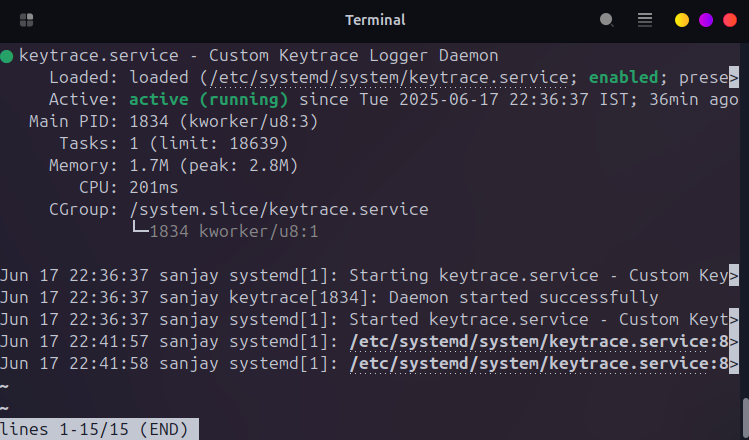 Terminal
● keytrace.service - Custom Keytrace Logger Daemon
Loaded: loaded (/etc/systemd/system/keytrace.service; enabled; prese>
Active: active (running) since Tue 2025-06-17 22:36:37 IST; 36min ago
Main PID: 1834 (kworker/u8:3)
Tasks: 1 (limit: 18639)
Memory: 1.7M (peak: 2.8M)
CPU: 201ms
CGroup: /system.slice/keytrace.service
└─1834 kworker/u8:1
Jun 17 22:36:37 sanjay systemd[1]: Starting keytrace.service - Custom Key>
Jun 17 22:36:37 sanjay keytrace[1834]: Daemon started successfully
Jun 17 22:36:37 sanjay systemd[1]: Started keytrace.service - Custom Keyt>
Jun 17 22:41:57 sanjay systemd[1]: /etc/systemd/system/keytrace.service:8>
Jun 17 22:41:58 sanjay systemd[1]: /etc/systemd/system/keytrace.service:8>
~
~
lines 1-15/15 (END)